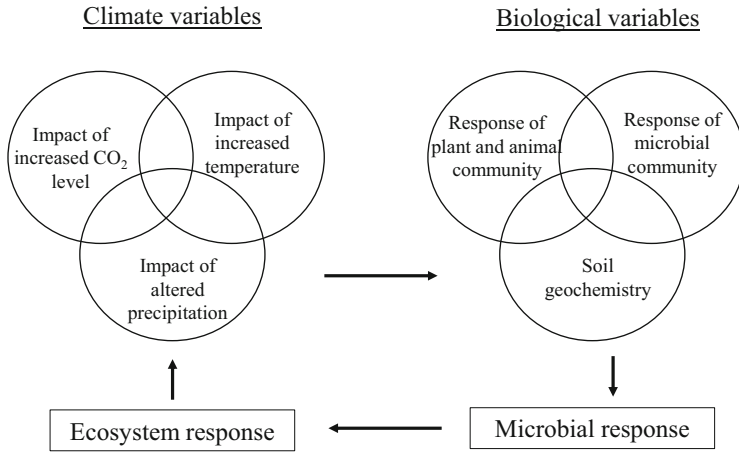 Climate variables
Biological variables
Impact of
increased CO₂
level
Impact of
increased
temperature
Impact of
altered
precipitation
Response of
plant and animal
community
Response of
microbial
community
Soil
geochemistry
Ecosystem response
Microbial response